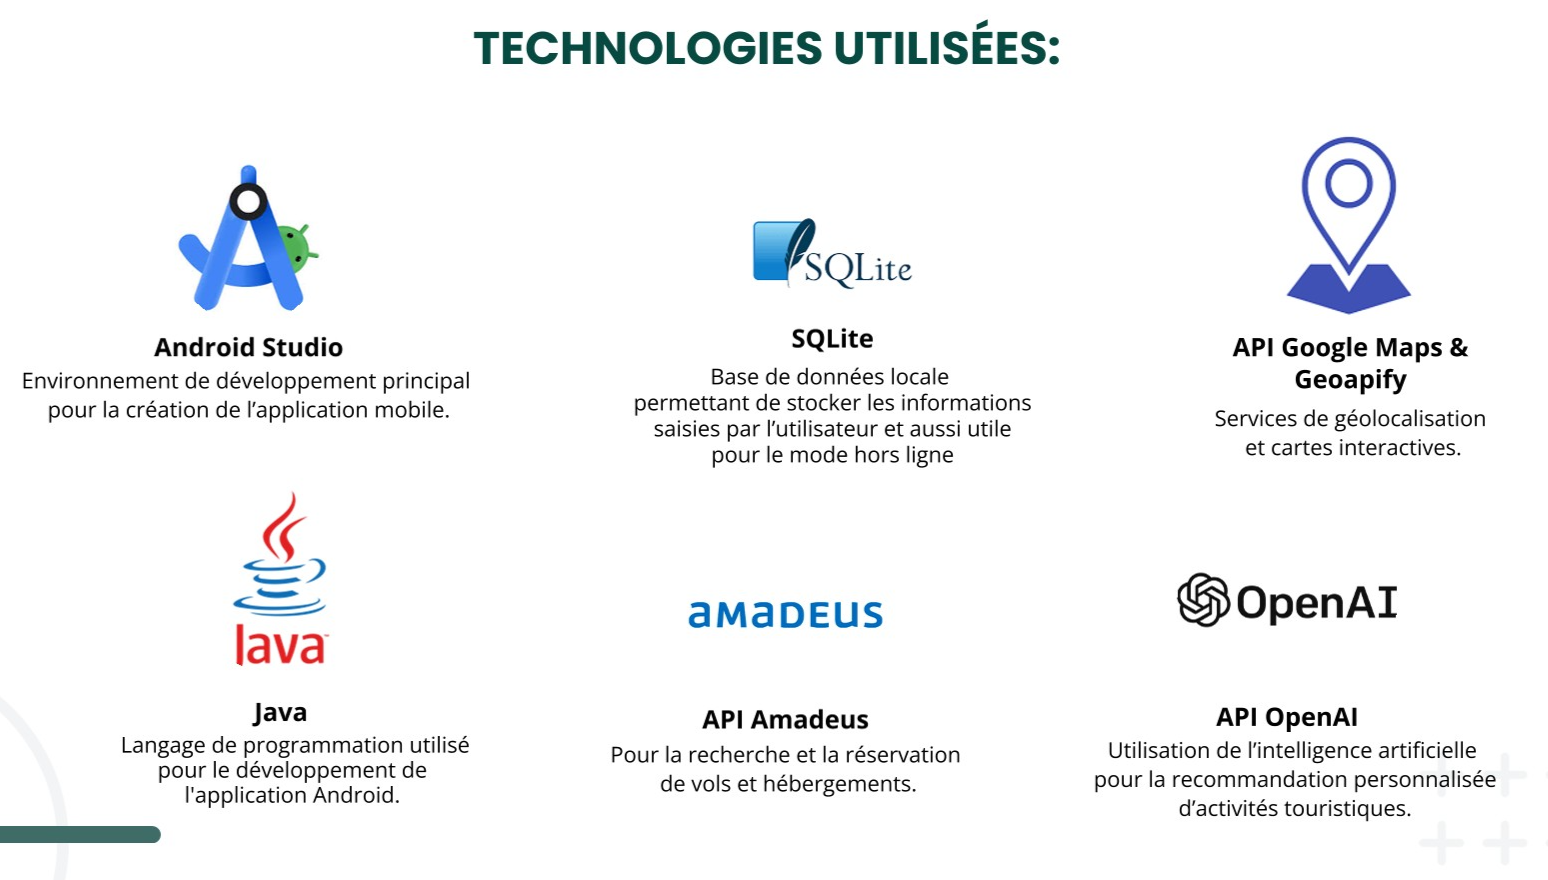 TECHNOLOGIES UTILISÉES:
Android Studio
Environnement de développement principal
pour la création de l’application mobile.
SQLite
SQLite
Base de données locale
permettant de stocker les informations
saisies par l’utilisateur et aussi utile
pour le mode hors ligne
API Google Maps &
Geoapify
Services de géolocalisation
et cartes interactives.
Java
Java
Langage de programmation utilisé
pour le développement de
l'application Android.
amaDEUS
API Amadeus
Pour la recherche et la réservation
de vols et hébergements.
OpenAI
API OpenAI
Utilisation de l’intelligence artificielle
pour la recommandation personnalisée
d’activités touristiques.